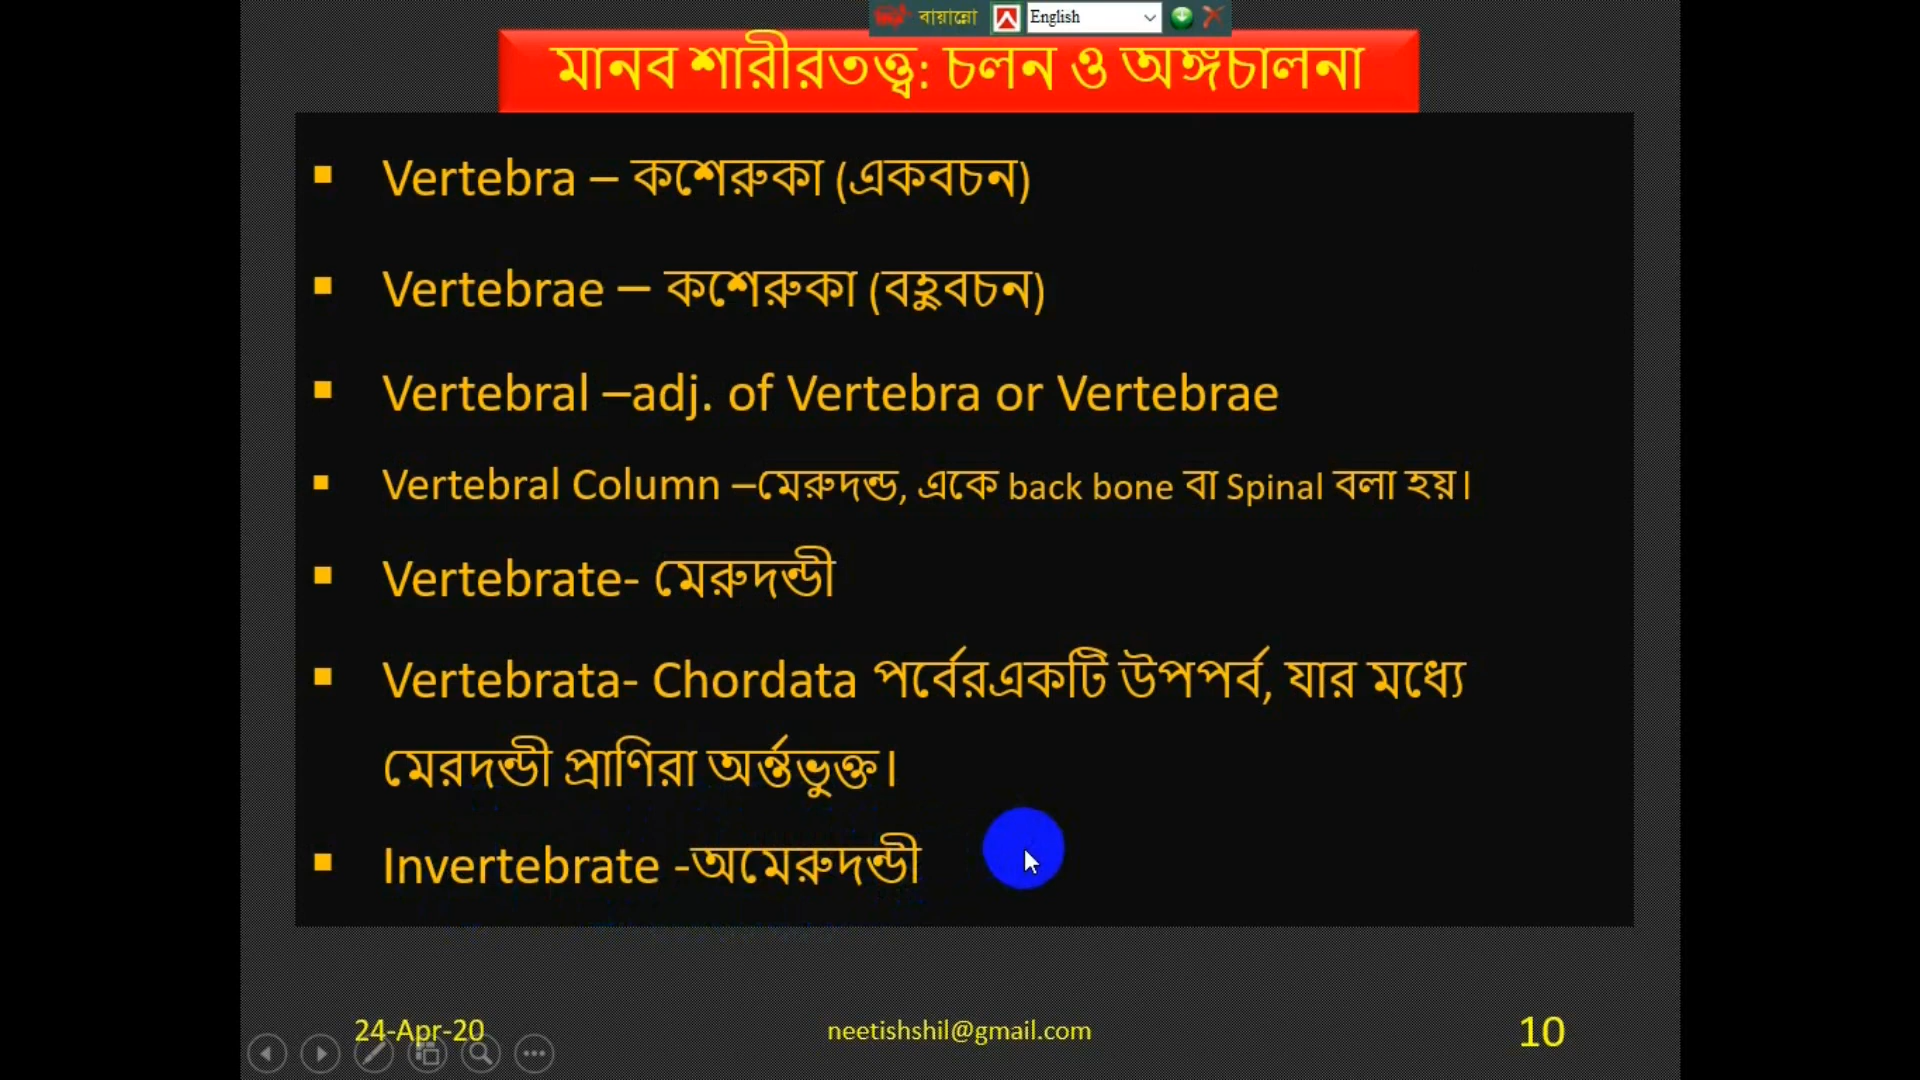 বায়ান্নো English
মানব শারীরতত্ত্ব: চলন ও অঙ্গচালনা
Vertebra – কশেরুকা (একবচন)
Vertebrae – কশেরুকা (বহুবচন)
Vertebral –adj. of Vertebra or Vertebrae
Vertebral Column –মেরুদন্ড, একে back bone বা Spinal বলা হয়।
Vertebrate- মেরুদন্ডী
Vertebrata- Chordata পর্বেরএকটি উপপর্ব, যার মধ্যে
মেরদন্ডী প্রাণিরা অর্ন্তভুক্ত।
Invertebrate -অমেরুদন্ডী
24-Apr-20 neetishshil@gmail.com 10